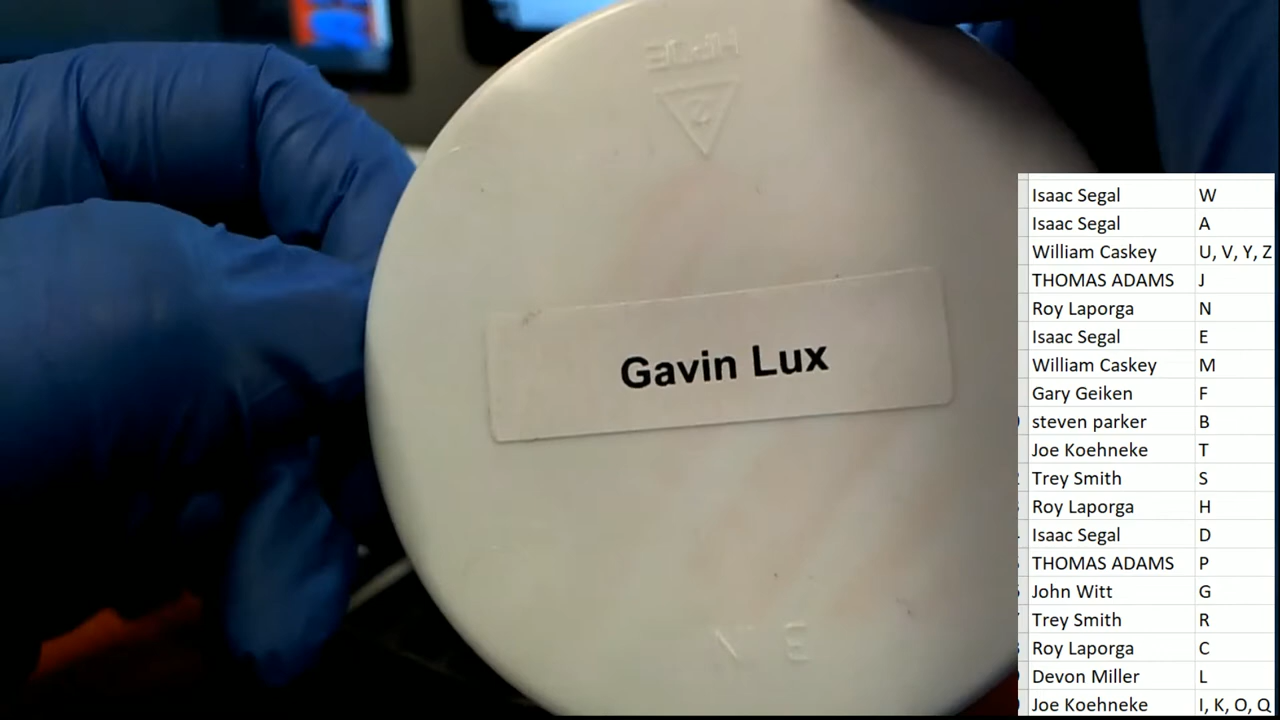 Gavin Lux
Isaac Segal W
Isaac Segal A
William Caskey U, V, Y, Z
THOMAS ADAMS J
Roy Laporga N
Isaac Segal E
William Caskey M
Gary Geiken F
steven parker B
Joe Koehneke T
Trey Smith S
Roy Laporga H
Isaac Segal D
THOMAS ADAMS P
John Witt G
Trey Smith R
Roy Laporga C
Devon Miller L
Joe Koehneke I, K, O, Q